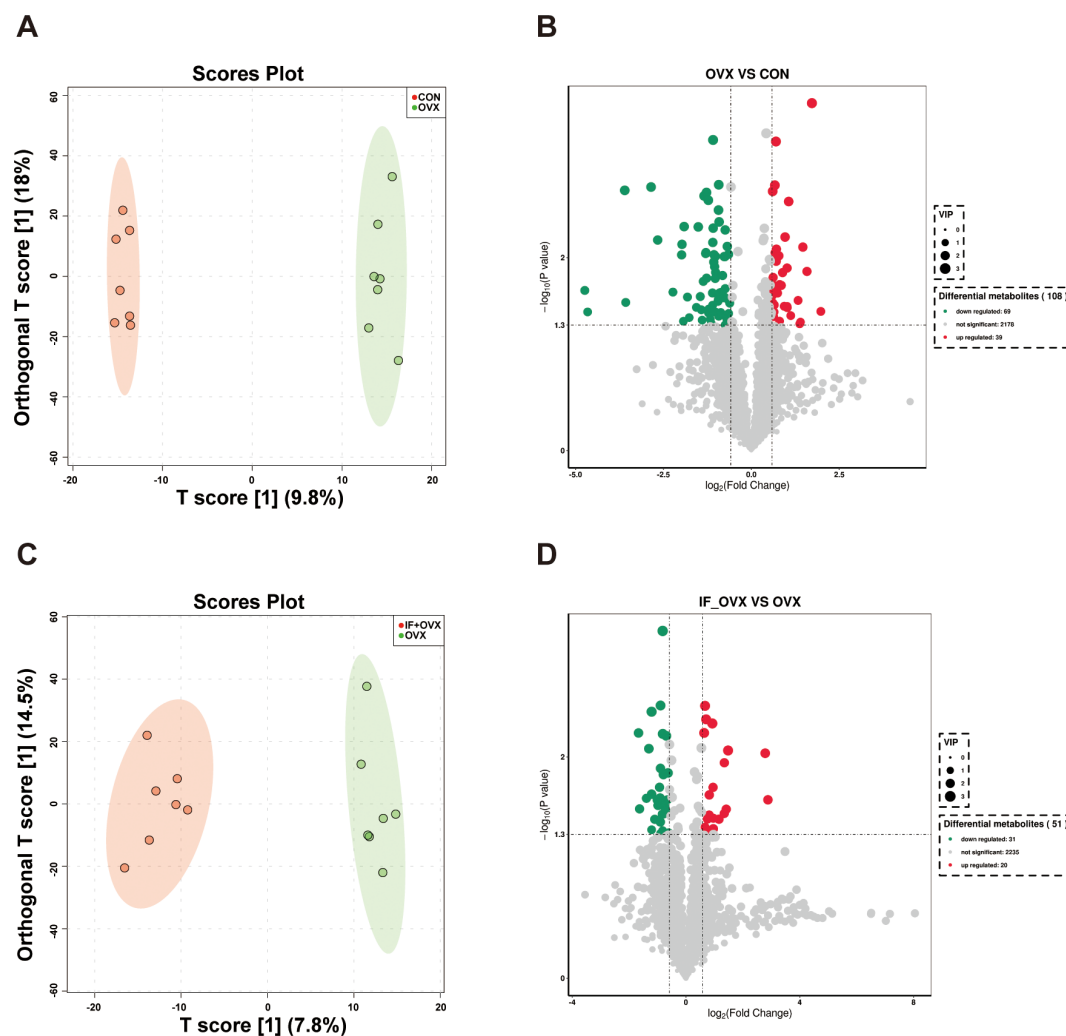 A
Scores Plot
CON
OVX
Orthogonal T score [1] (18%)
60
40
20
0
-20
-40
-60
-20
-10
0
10
20
T score [1] (9.8%)
B
OVX VS CON
−log₁₀(P value)
2
1.3
0
-5.0
-2.5
0.0
2.5
log₂(Fold Change)
VIP
0
1
2
3
Differential metabolites ( 108 )
down regulated: 69
not significant: 2178
up regulated: 39
C
Scores Plot
IF+OVX
OVX
Orthogonal T score [1] (14.5%)
60
40
20
0
-20
-40
-60
-20
-10
0
10
20
T score [1] (7.8%)
D
IF_OVX VS OVX
−log₁₀(P value)
2
1.3
0
-4
0
4
8
log₂(Fold Change)
VIP
0
1
2
3
Differential metabolites ( 51 )
down regulated: 31
not significant: 2235
up regulated: 20